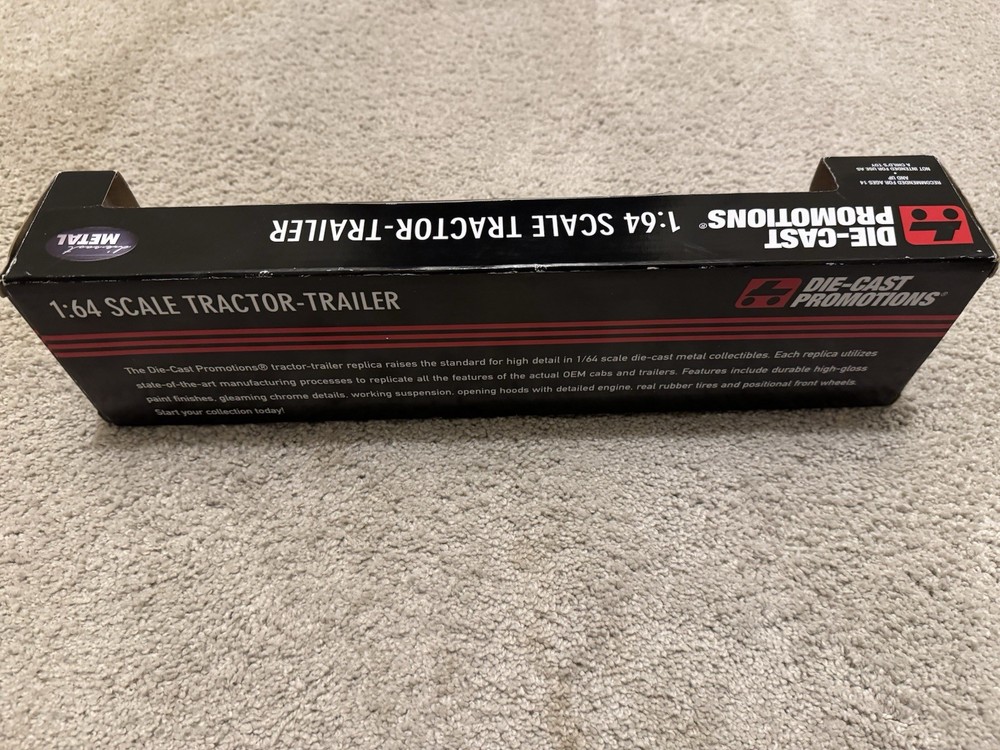 RECOMMENDED FOR AGES 14
AND UP
NOT INTENDED FOR USE AS
A CHILD'S TOY
DIE-CAST
PROMOTIONS®
1:64 SCALE TRACTOR-TRAILER
die-cast
METAL
1:64 SCALE TRACTOR-TRAILER
DIE-CAST
PROMOTIONS®
The Die-Cast Promotions® tractor-trailer replica raises the standard for high detail in 1/64 scale die-cast metal collectibles. Each replica utilizes
state-of-the-art manufacturing processes to replicate all the features of the actual OEM cabs and trailers. Features include durable high-gloss
paint finishes, gleaming chrome details, working suspension, opening hoods with detailed engine, real rubber tires and positional front wheels.
Start your collection today!